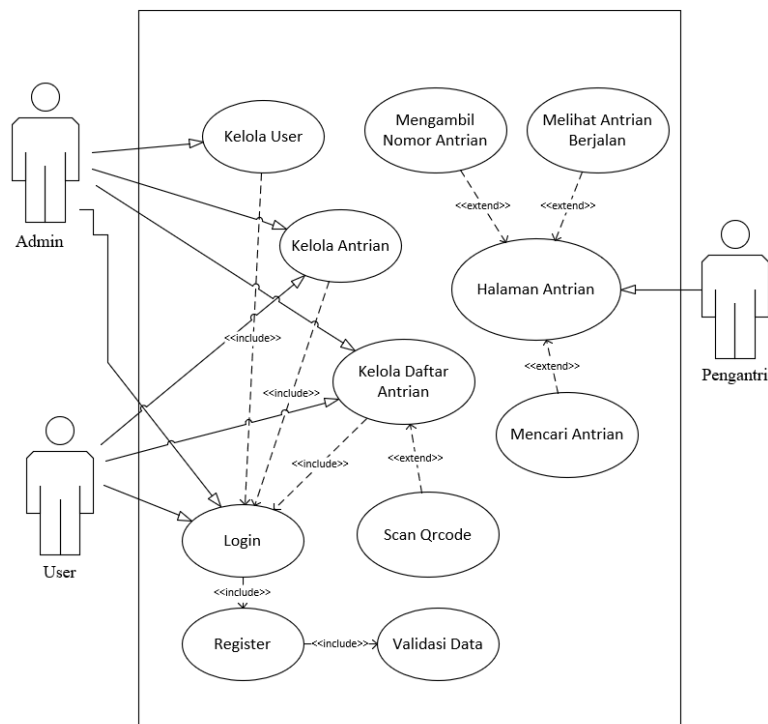 Mengambil
Nomor Antrian
Melihat Antrian
Berjalan
Kelola User
<<extend>>
<<extend>>
Admin
Kelola Antrian
Halaman Antrian
<<include>>
Kelola Daftar
Antrian
<<extend>>
Pengantri
<<include>>
Mencari Antrian
<<include>>
<<extend>>
Login
Scan Qrcode
User
<<include>>
Register
<<include>>
Validasi Data